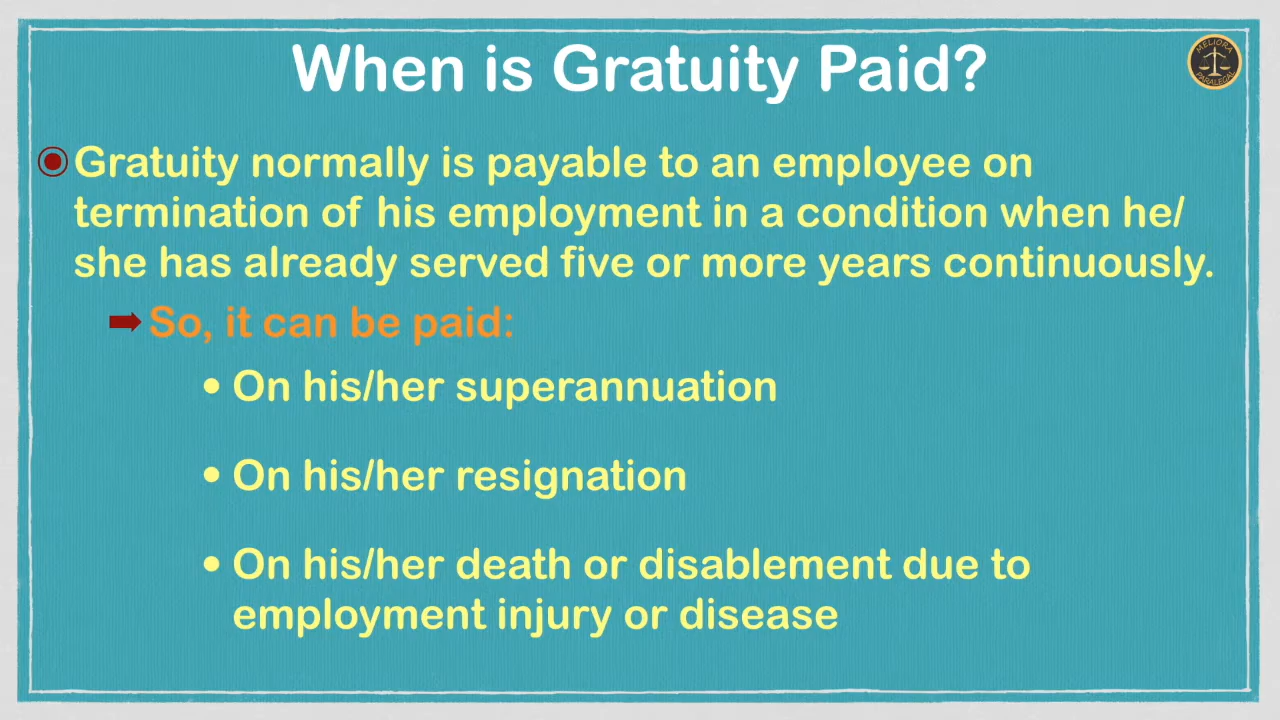 When is Gratuity Paid?
MELIORA
PARALEGAL
Gratuity normally is payable to an employee on
termination of his employment in a condition when he/
she has already served five or more years continuously.
So, it can be paid:
• On his/her superannuation
• On his/her resignation
• On his/her death or disablement due to
employment injury or disease